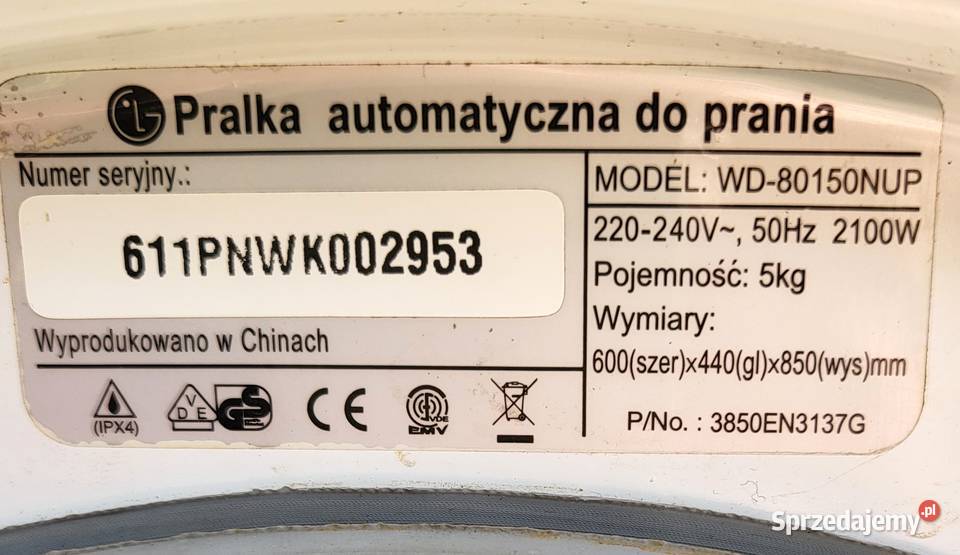 LG Pralka automatyczna do prania
Numer seryjny.:
611PNWK002953
Wyprodukowano w Chinach
MODEL: WD-80150NUP
220-240V~, 50Hz 2100W
Pojemność: 5kg
Wymiary:
600(szer)x440(gl)x850(wys)mm
P/No. : 3850EN3137G
(IPX4)
VDE GS
CE
VDE
EMV
Sprzedajemy.pl